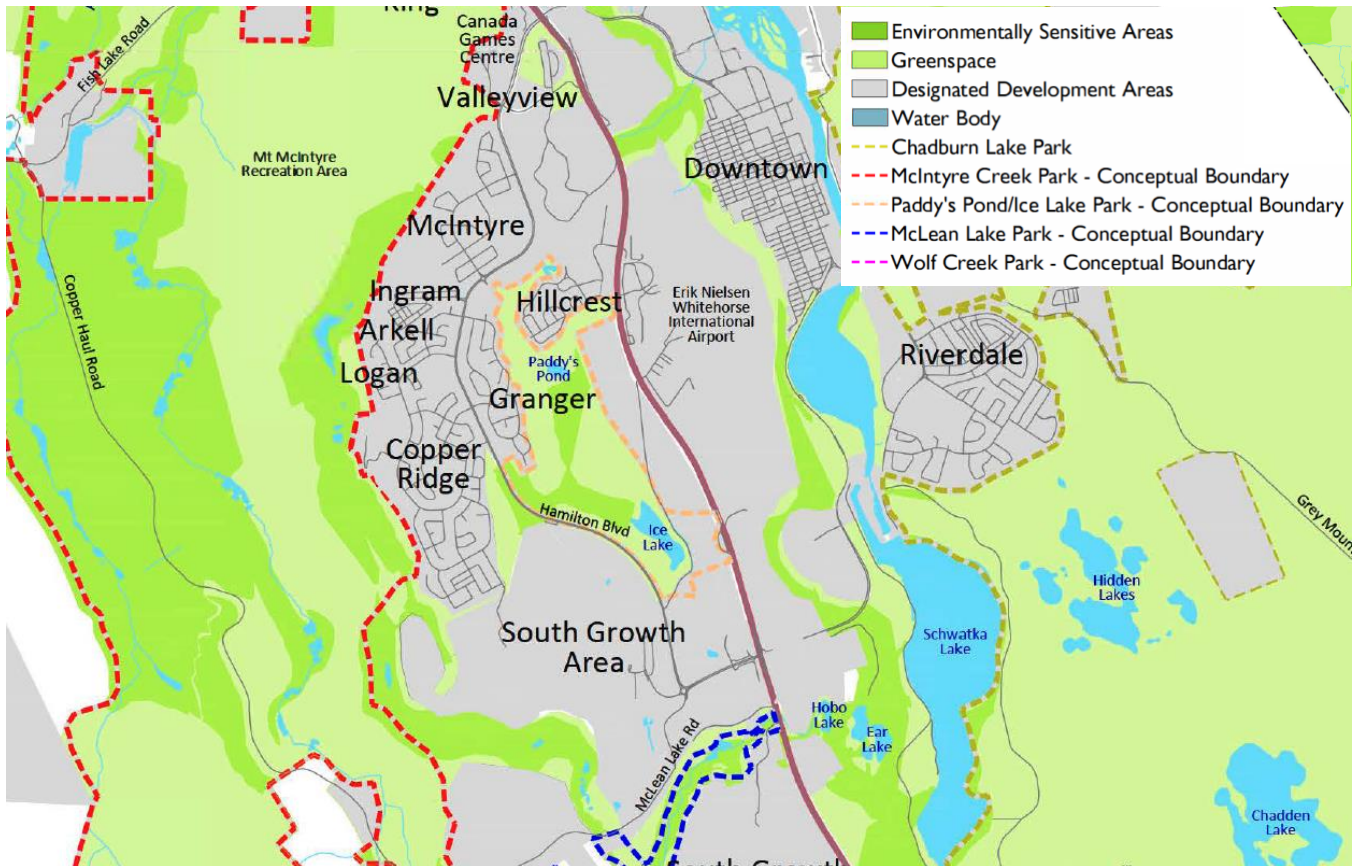 King
Canada
Games
Centre
Fish Lake Road
Valleyview
Mt McIntyre
Recreation Area
Downtown
McIntyre
Copper Haul Road
Ingram
Hillcrest
Erik Nielsen
Whitehorse
International
Airport
Arkell
Logan
Paddy's
Pond
Granger
Riverdale
Copper
Ridge
Hamilton Blvd
Ice
Lake
Grey Moun
Hidden
Lakes
South Growth
Area
Schwatka
Lake
Hobo
Lake
Ear
Lake
McLean Lake Rd
Chadden
Lake
South Growth
Environmentally Sensitive Areas
Greenspace
Designated Development Areas
Water Body
Chadburn Lake Park
McIntyre Creek Park - Conceptual Boundary
Paddy's Pond/Ice Lake Park - Conceptual Boundary
McLean Lake Park - Conceptual Boundary
Wolf Creek Park - Conceptual Boundary